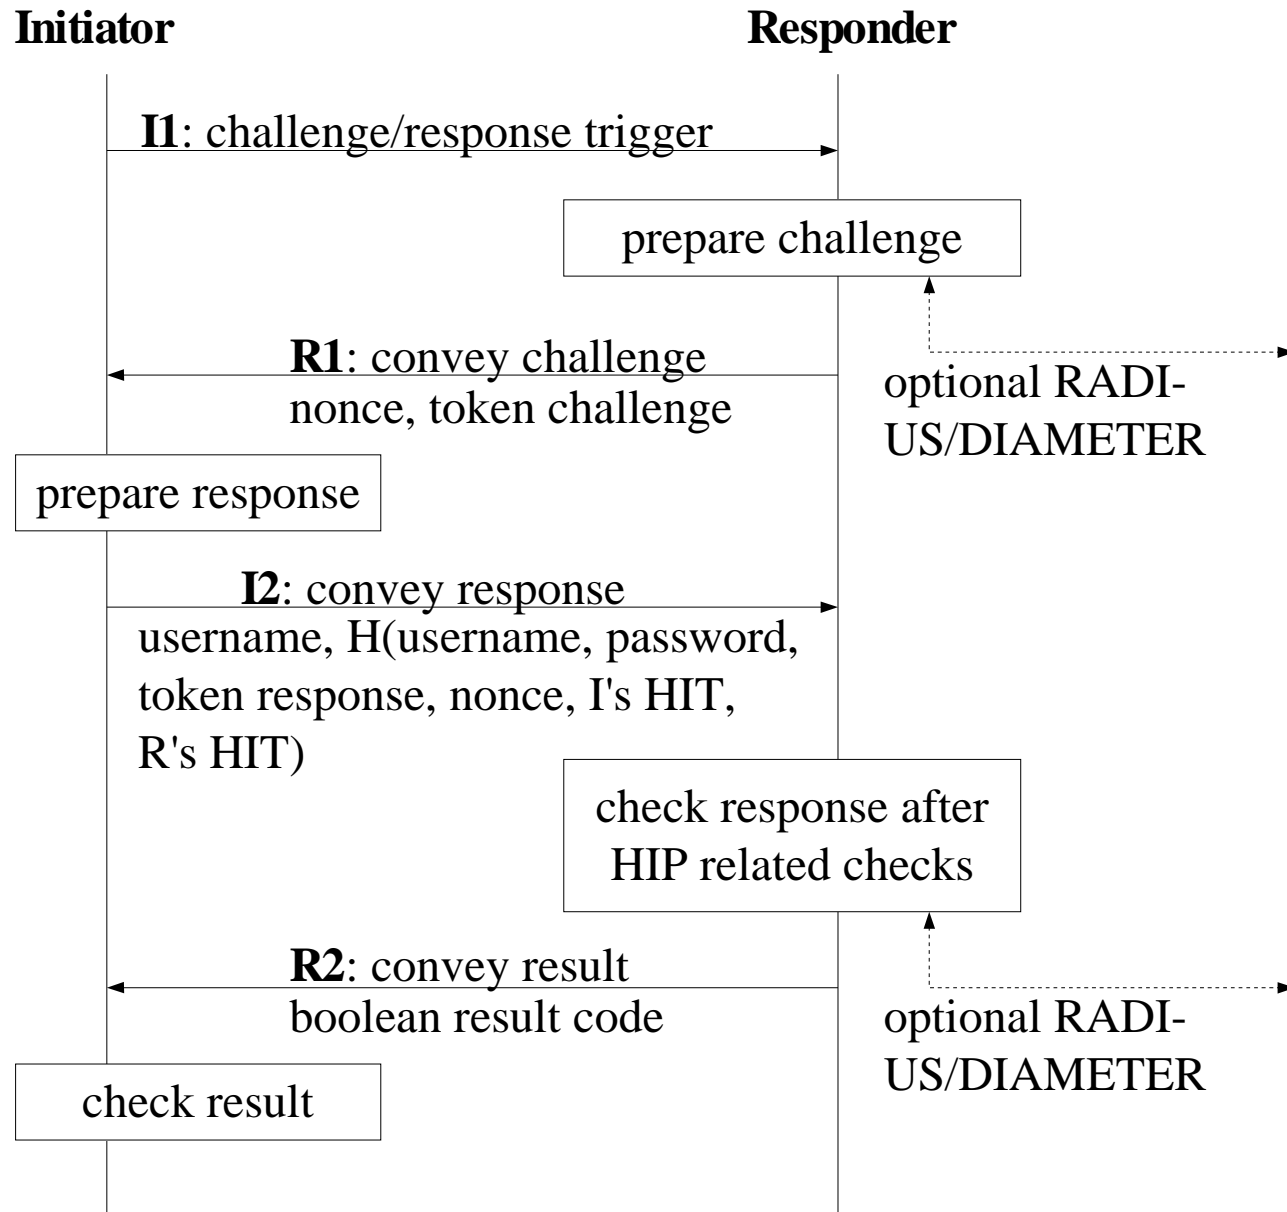 Initiator
Responder
I1: challenge/response trigger
prepare challenge
R1: convey challenge
nonce, token challenge
optional RADI-
US/DIAMETER
prepare response
I2: convey response
username, H(username, password,
token response, nonce, I's HIT,
R's HIT)
check response after
HIP related checks
R2: convey result
boolean result code
optional RADI-
US/DIAMETER
check result